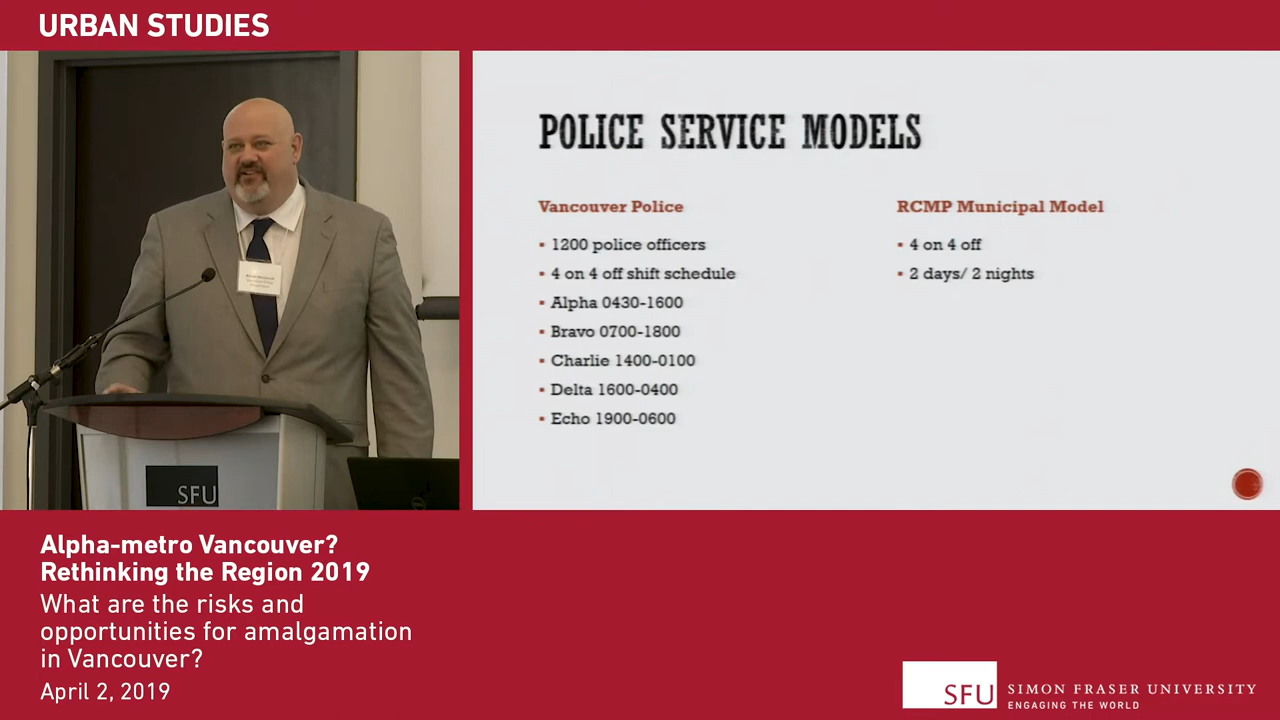 URBAN STUDIES
POLICE SERVICE MODELS
Vancouver Police
▪ 1200 police officers
▪ 4 on 4 off shift schedule
▪ Alpha 0430-1600
▪ Bravo 0700-1800
▪ Charlie 1400-0100
▪ Delta 1600-0400
▪ Echo 1900-0600
RCMP Municipal Model
▪ 4 on 4 off
▪ 2 days/ 2 nights
SFU
Alpha-metro Vancouver?
Rethinking the Region 2019
What are the risks and
opportunities for amalgamation
in Vancouver?
April 2, 2019
SFU
SIMON FRASER UNIVERSITY
ENGAGING THE WORLD